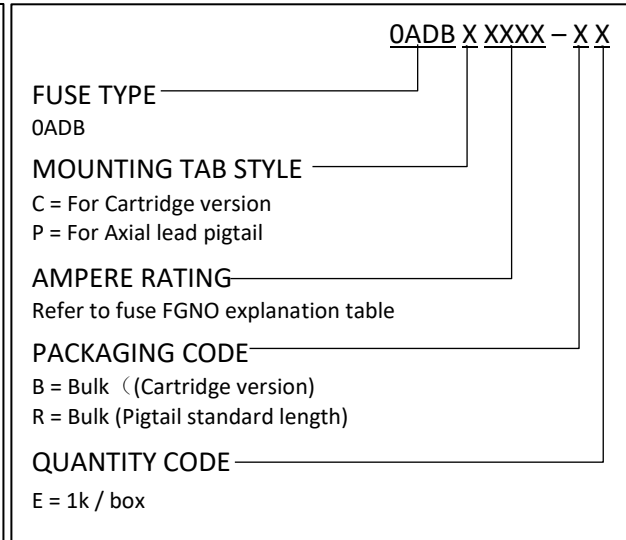 0ADB X XXXX – X X
FUSE TYPE
0ADB
MOUNTING TAB STYLE
C = For Cartridge version
P = For Axial lead pigtail
AMPERE RATING
Refer to fuse FGNO explanation table
PACKAGING CODE
B = Bulk（(Cartridge version)
R = Bulk (Pigtail standard length)
QUANTITY CODE
E = 1k / box